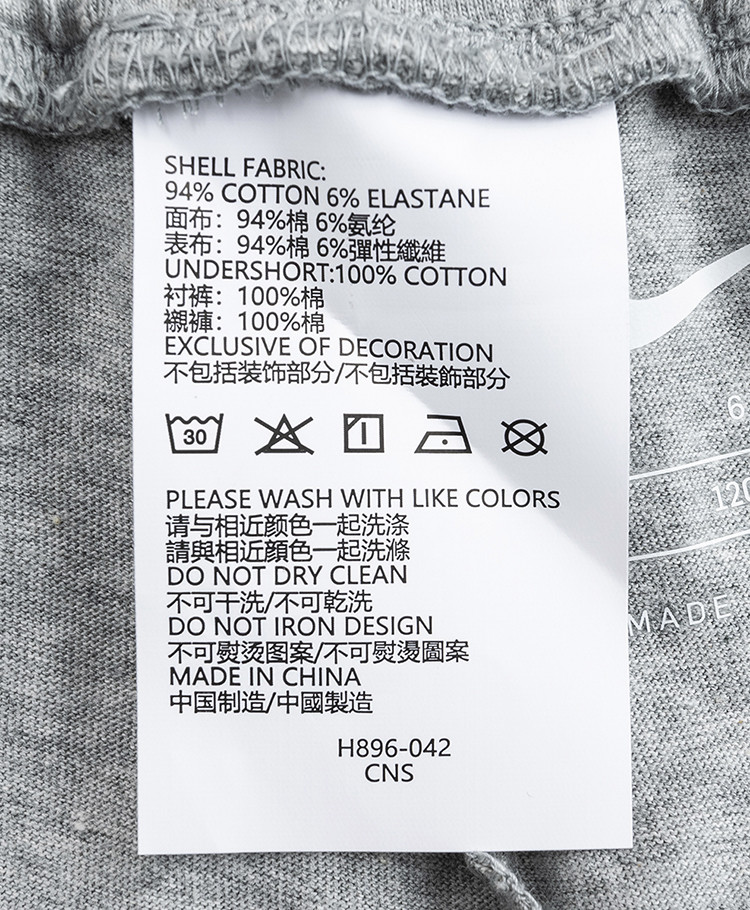 SHELL FABRIC:
94% COTTON 6% ELASTANE
面布：94%棉 6%氨纶
表布：94%棉 6%彈性纖維
UNDERSHORT:100% COTTON
衬裤：100%棉
襯褲：100%棉
EXCLUSIVE OF DECORATION
不包括装饰部分/不包括裝飾部分
30
PLEASE WASH WITH LIKE COLORS
请与相近颜色一起洗涤
請與相近顏色一起洗滌
DO NOT DRY CLEAN
不可干洗/不可乾洗
DO NOT IRON DESIGN
不可熨烫图案/不可熨燙圖案
MADE IN CHINA
中国制造/中國製造
H896-042
CNS
6
120
MADE